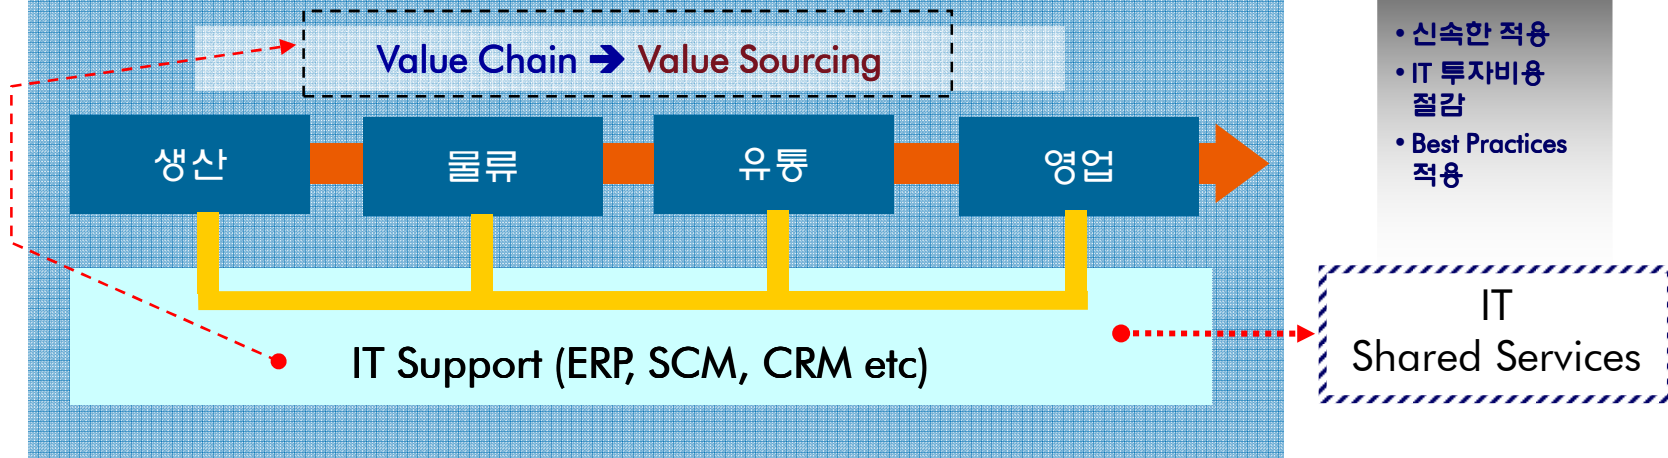 Value Chain → Value Sourcing
생산
물류
유통
영업
IT Support (ERP, SCM, CRM etc)
• 신속한 적용
• IT 투자비용
절감
• Best Practices
적용
IT
Shared Services